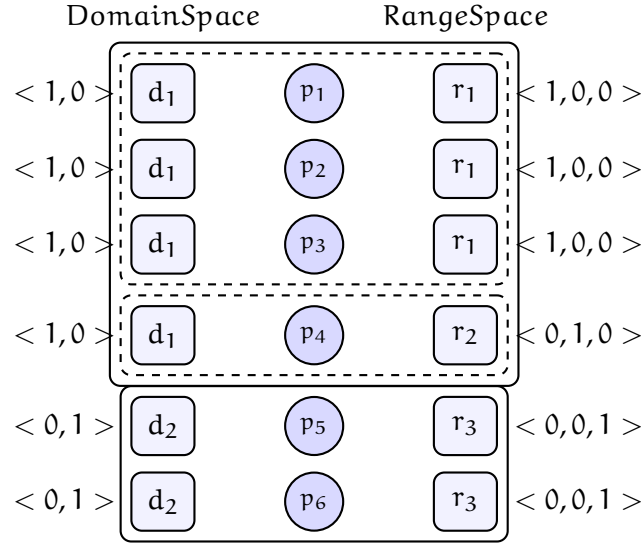 DomainSpace RangeSpace
< 1, 0 > d₁ p₁ r₁ < 1, 0, 0 >
< 1, 0 > d₁ p₂ r₁ < 1, 0, 0 >
< 1, 0 > d₁ p₃ r₁ < 1, 0, 0 >
< 1, 0 > d₁ p₄ r₂ < 0, 1, 0 >
< 0, 1 > d₂ p₅ r₃ < 0, 0, 1 >
< 0, 1 > d₂ p₆ r₃ < 0, 0, 1 >